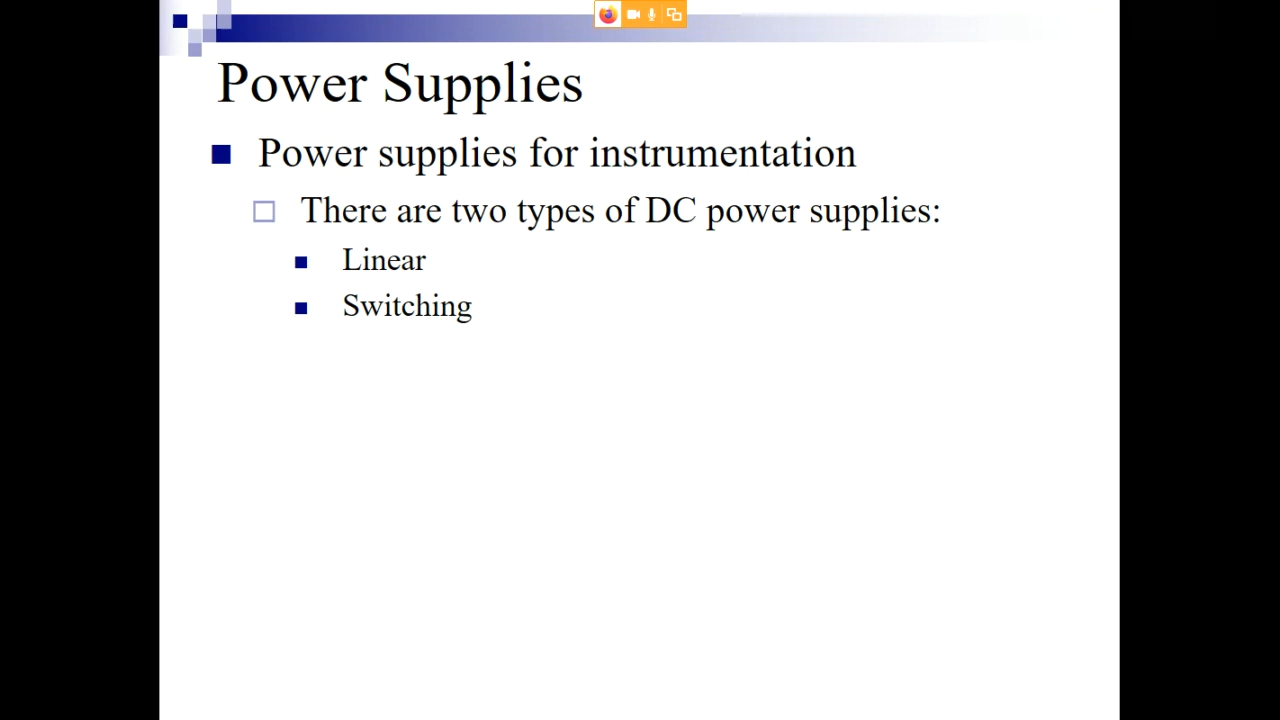 Power Supplies
Power supplies for instrumentation
There are two types of DC power supplies:
Linear
Switching